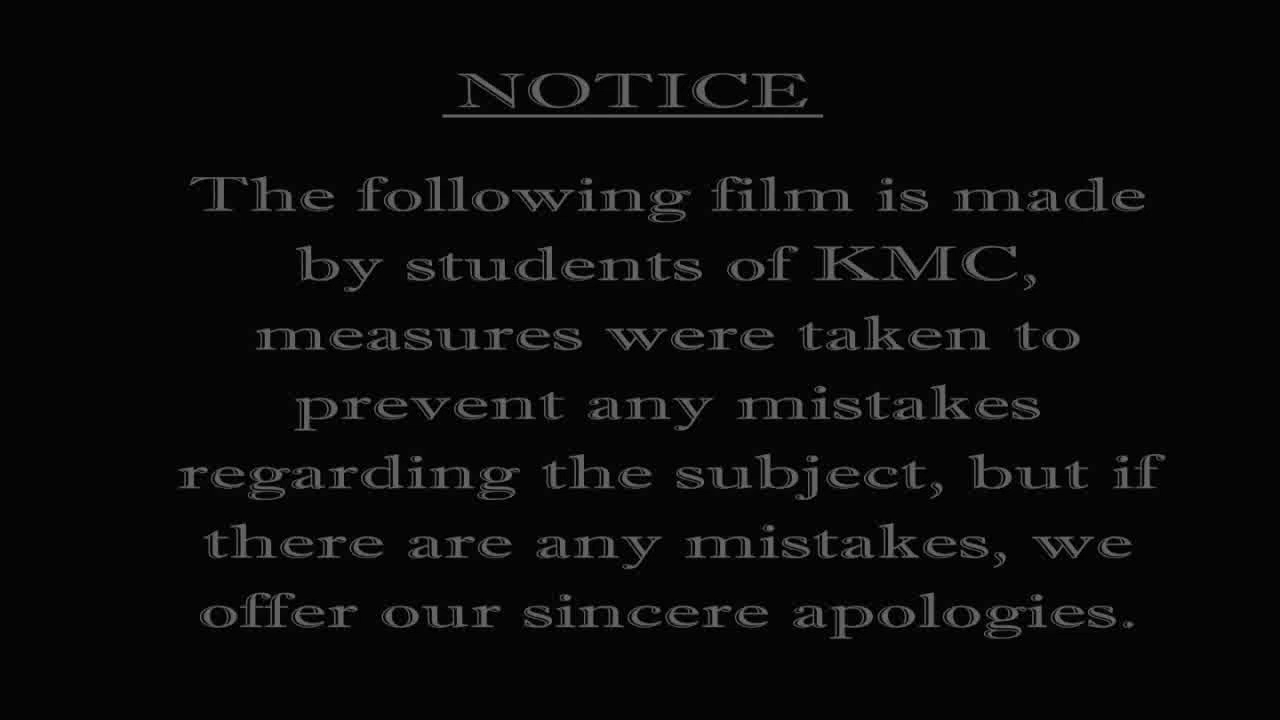 NOTICE
The following film is made
by students of KMC,
measures were taken to
prevent any mistakes
regarding the subject, but if
there are any mistakes, we
offer our sincere apologies.